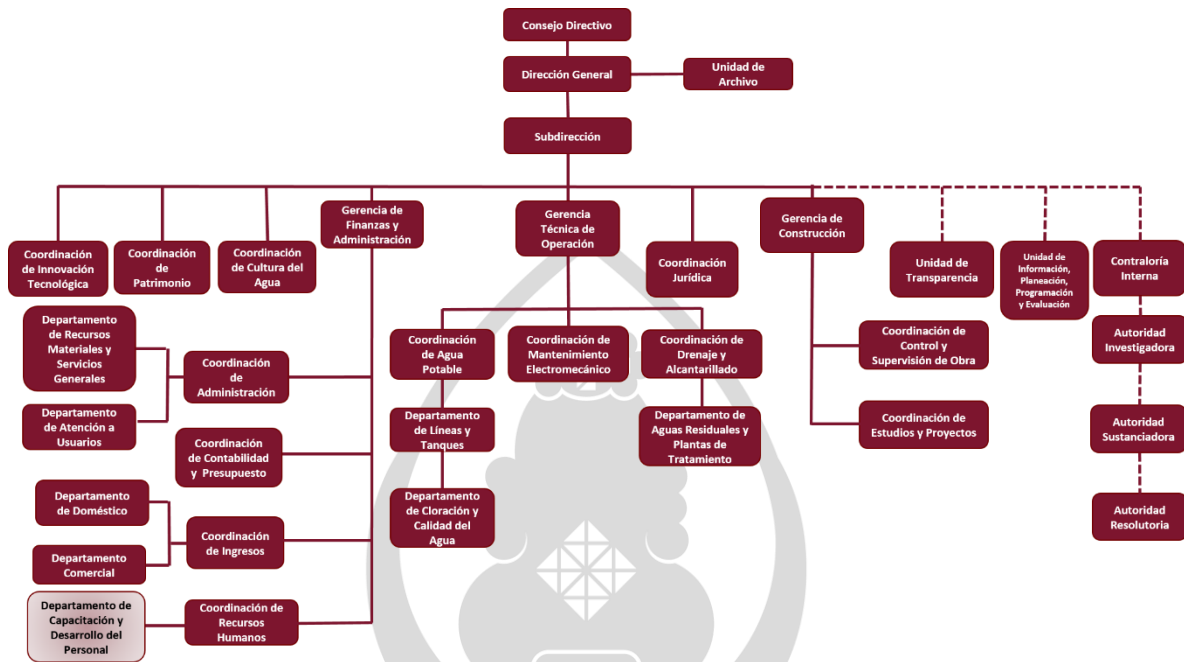 Consejo Directivo
Dirección General
Unidad de
Archivo
Subdirección
Coordinación
de Innovación
Tecnológica
Coordinación
de
Patrimonio
Coordinación
de Cultura del
Agua
Gerencia de
Finanzas y
Administración
Gerencia
Técnica de
Operación
Coordinación
Jurídica
Gerencia de
Construcción
Unidad de
Transparencia
Unidad de
Información,
Planeación,
Programación
y Evaluación
Contraloría
Interna
Departamento
de Recursos
Materiales y
Servicios
Generales
Coordinación
de
Administración
Departamento
de Atención a
Usuarios
Coordinación
de Contabilidad
y Presupuesto
Departamento
de Doméstico
Coordinación
de Ingresos
Departamento
Comercial
Departamento de
Capacitación y
Desarrollo del
Personal
Coordinación de
Recursos
Humanos
Coordinación
de Agua
Potable
Coordinación de
Mantenimiento
Electromecánico
Coordinación de
Drenaje y
Alcantarillado
Departamento
de Líneas y
Tanques
Departamento de
Aguas Residuales y
Plantas de
Tratamiento
Departamento
de Cloración y
Calidad del
Agua
Coordinación de
Control y
Supervisión de Obra
Coordinación de
Estudios y Proyectos
Autoridad
Investigadora
Autoridad
Sustanciadora
Autoridad
Resolutoria